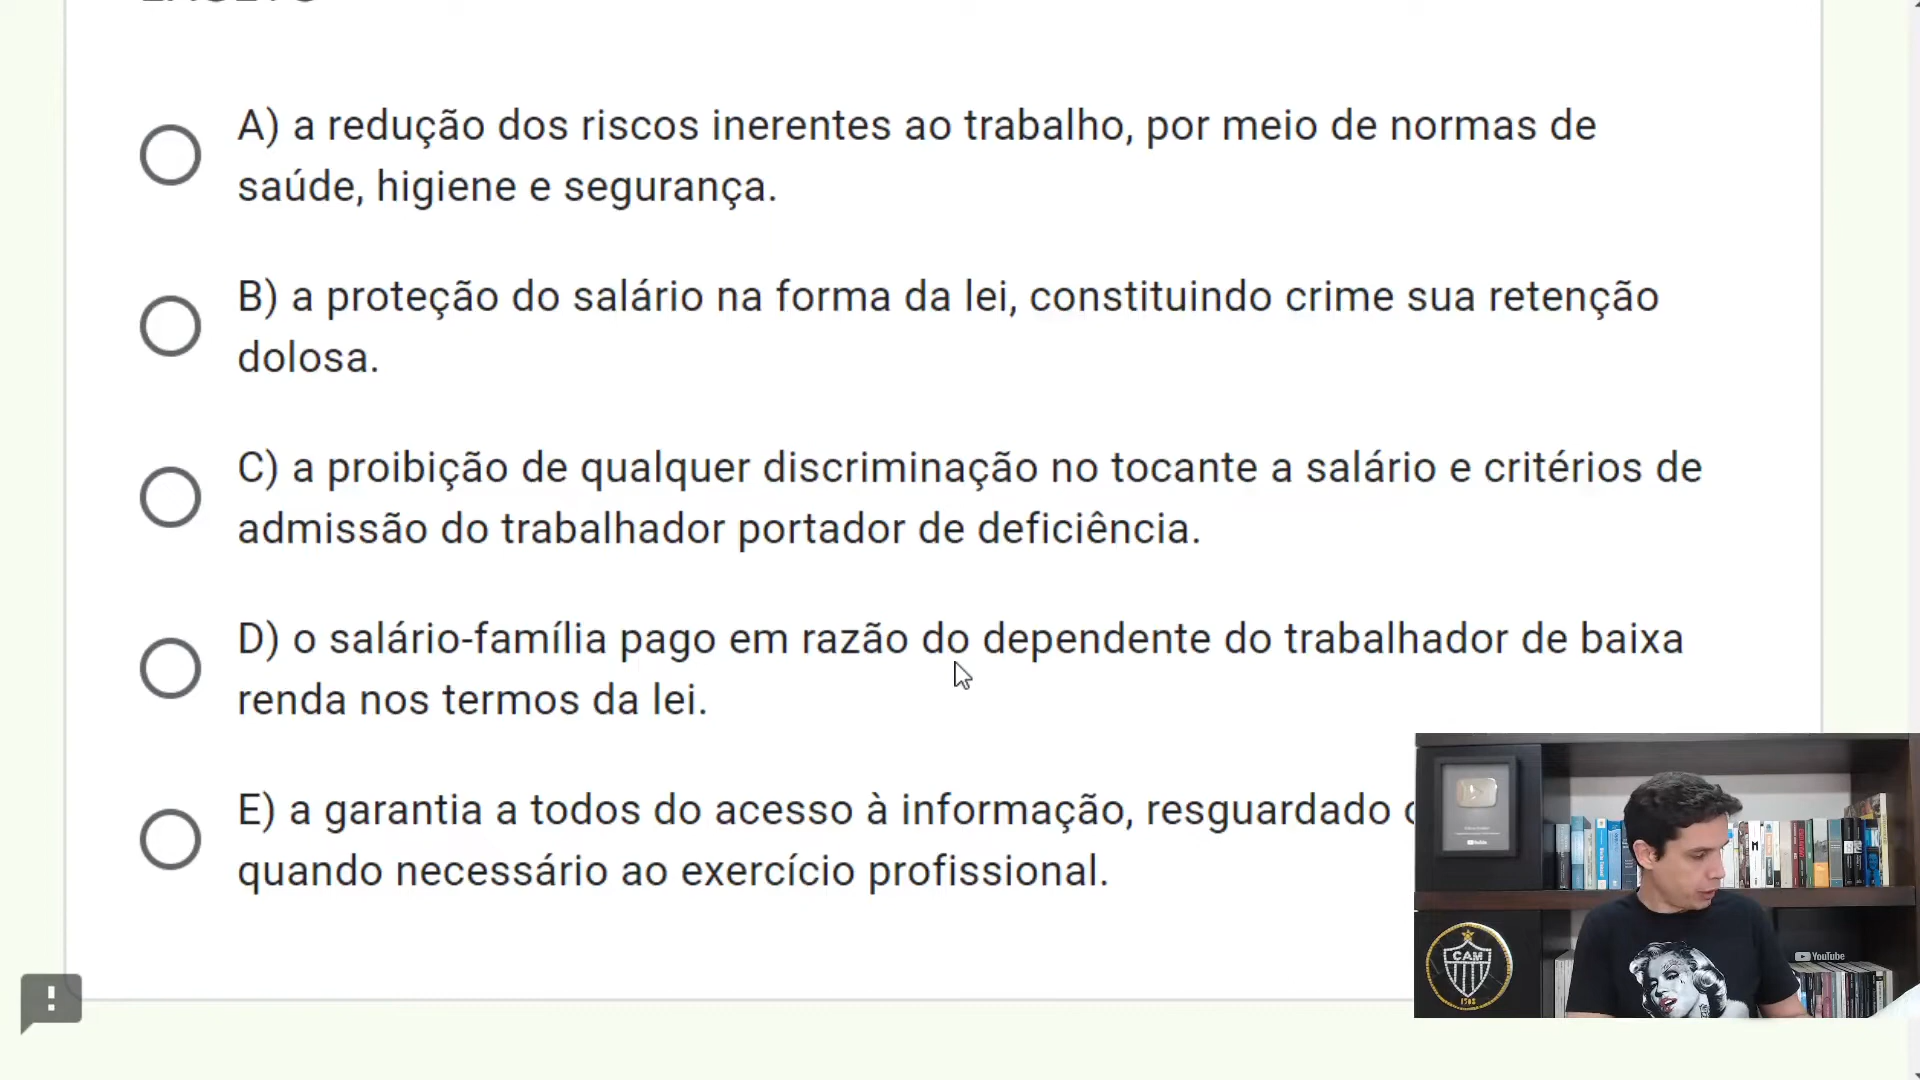 A) a redução dos riscos inerentes ao trabalho, por meio de normas de
saúde, higiene e segurança.
B) a proteção do salário na forma da lei, constituindo crime sua retenção
dolosa.
C) a proibição de qualquer discriminação no tocante a salário e critérios de
admissão do trabalhador portador de deficiência.
D) o salário-família pago em razão do dependente do trabalhador de baixa
renda nos termos da lei.
E) a garantia a todos do acesso à informação, resguardado
quando necessário ao exercício profissional.
YouTube
CAM
1908
YouTube